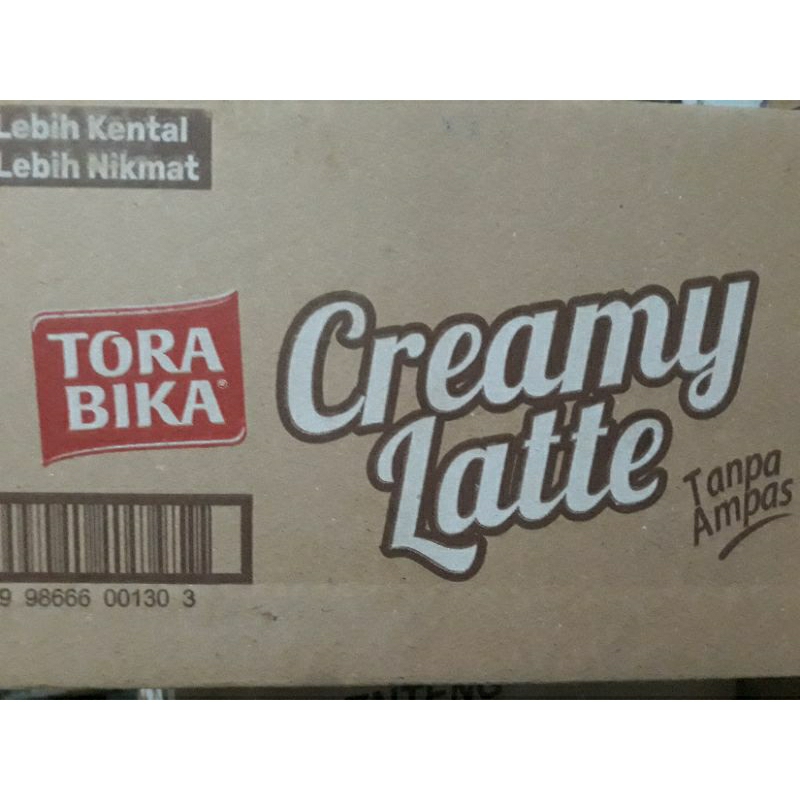 Lebih Kental
Lebih Nikmat
TORA
BIKA®
Creamy
Latte
Tanpa
Ampas
9 98666 00130 3